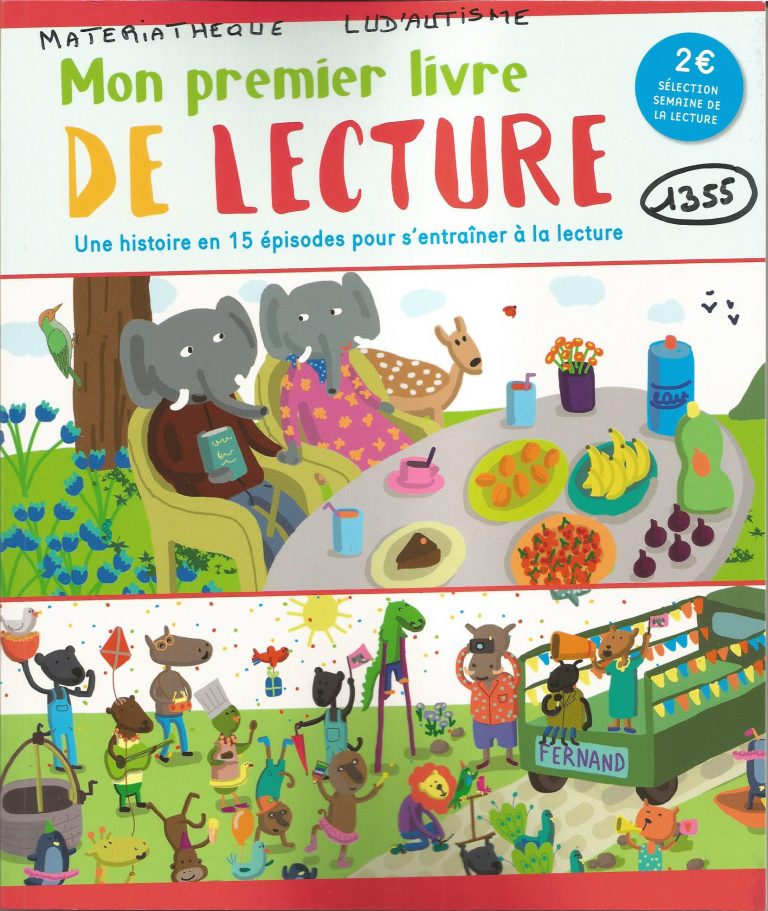 MATERIATHEQUE LUD'AUTISME
Mon premier livre
DE LECTURE
2€
SÉLECTION
SEMAINE DE
LA LECTURE
1355
Une histoire en 15 épisodes pour s'entraîner à la lecture
eau
FERNAND